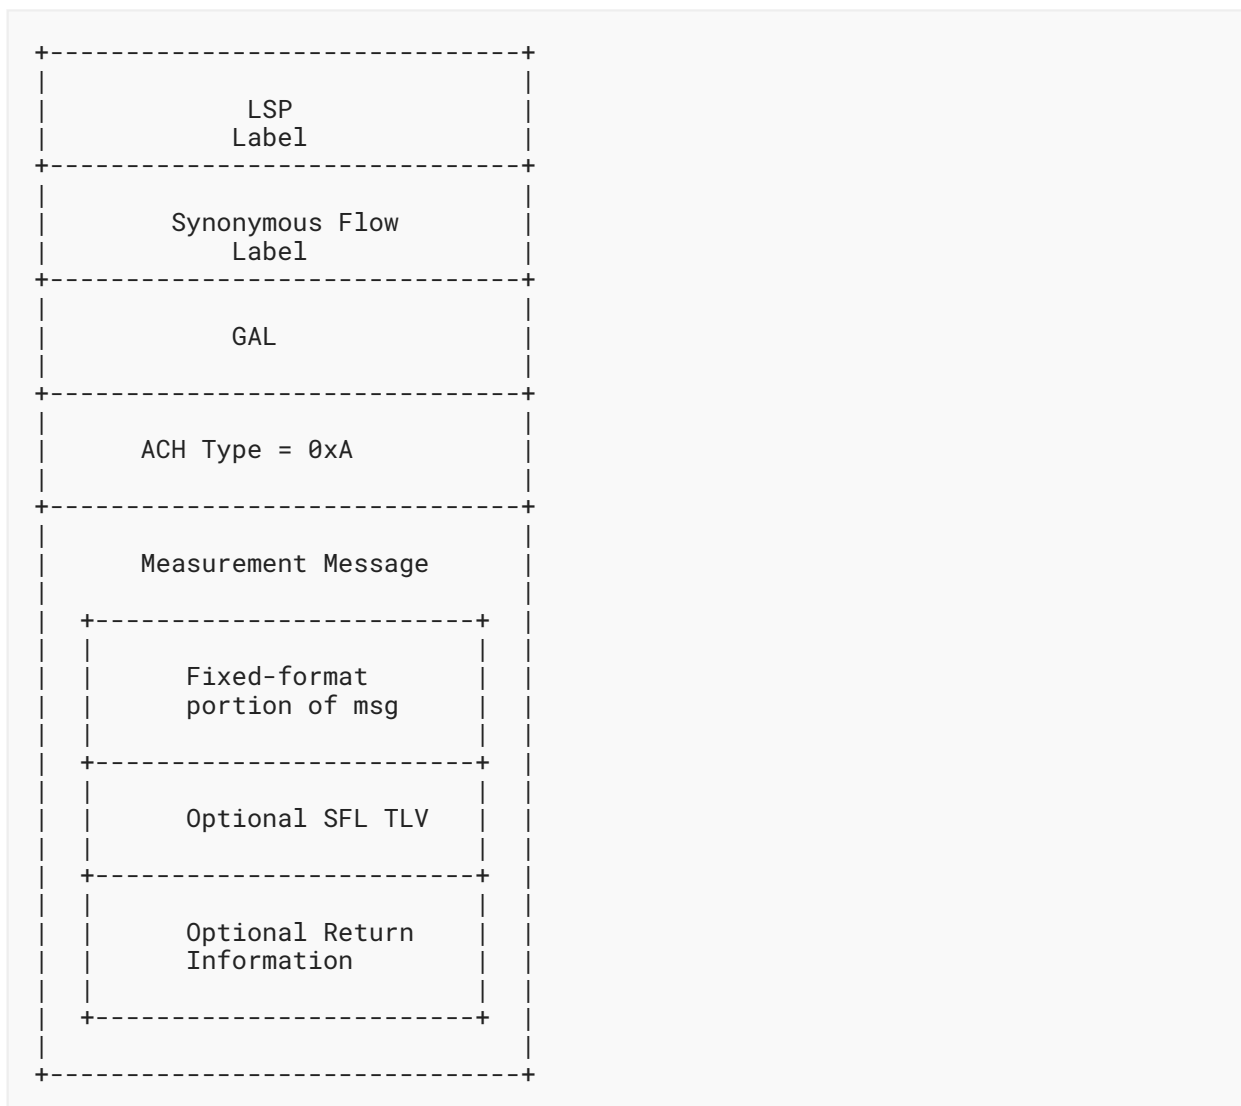 +-------------------------------+
|                               |
|             LSP               |
|            Label              |
+-------------------------------+
|                               |
|        Synonymous Flow        |
|            Label              |
+-------------------------------+
|                               |
|            GAL                |
|                               |
+-------------------------------+
|                               |
|      ACH Type = 0xA           |
|                               |
+-------------------------------+
|                               |
|      Measurement Message      |
|                               |
|  +-------------------------+  |
|  |                         |  |
|  |      Fixed-format       |  |
|  |      portion of msg     |  |
|  |                         |  |
|  +-------------------------+  |
|  |                         |  |
|  |      Optional SFL TLV   |  |
|  |                         |  |
|  +-------------------------+  |
|  |                         |  |
|  |      Optional Return    |  |
|  |      Information        |  |
|  |                         |  |
|  +-------------------------+  |
|                               |
+-------------------------------+